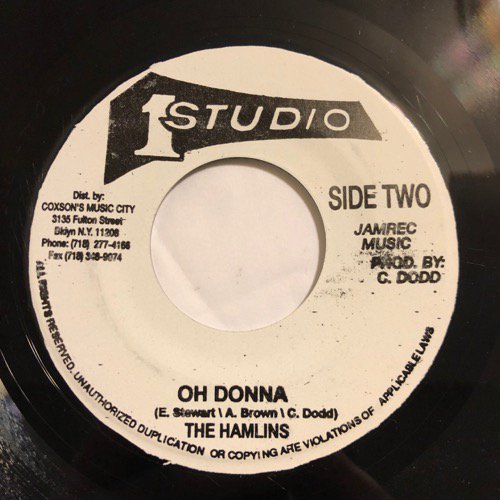 1 STUDIO
Dist. by:
COXSON'S MUSIC CITY
3135 Fulton Street
Bklyn N.Y. 11208
Phone: (718) 277-4166
Fax (718) 348-9074
SIDE TWO
JAMREC
MUSIC
PROD. BY:
C. DODD
OH DONNA
(E. Stewart \ A. Brown \ C. Dodd)
THE HAMLINS
ALL RIGHTS RESERVED. UNAUTHORIZED DUPLICATION OR COPYING ARE VIOLATIONS OF APPLICABLE LAWS